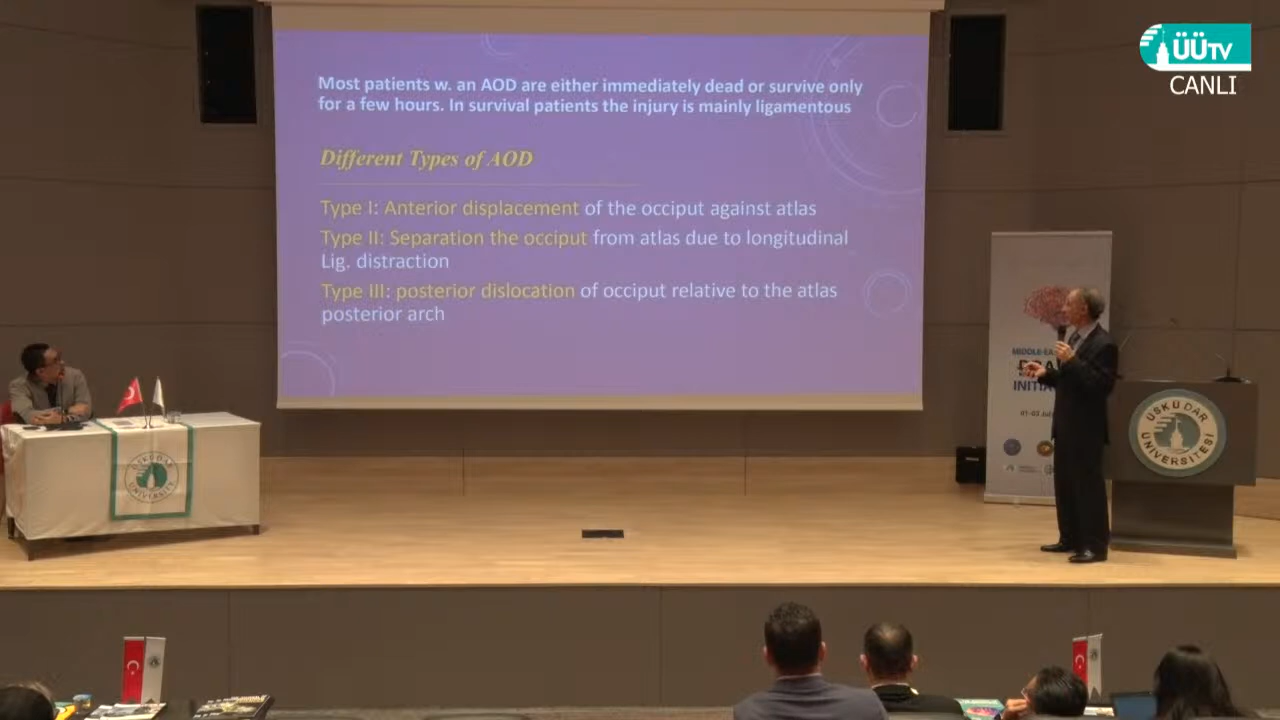 ÜÜTV
CANLI
Most patients w. an AOD are either immediately dead or survive only
for a few hours. In survival patients the injury is mainly ligamentous
Different Types of AOD
Type I: Anterior displacement of the occiput against atlas
Type II: Separation the occiput from atlas due to longitudinal
Lig. distraction
Type III: posterior dislocation of occiput relative to the atlas
posterior arch
ÜSKÜDAR
ÜNİVERSİTESİ
ÜSKÜDAR